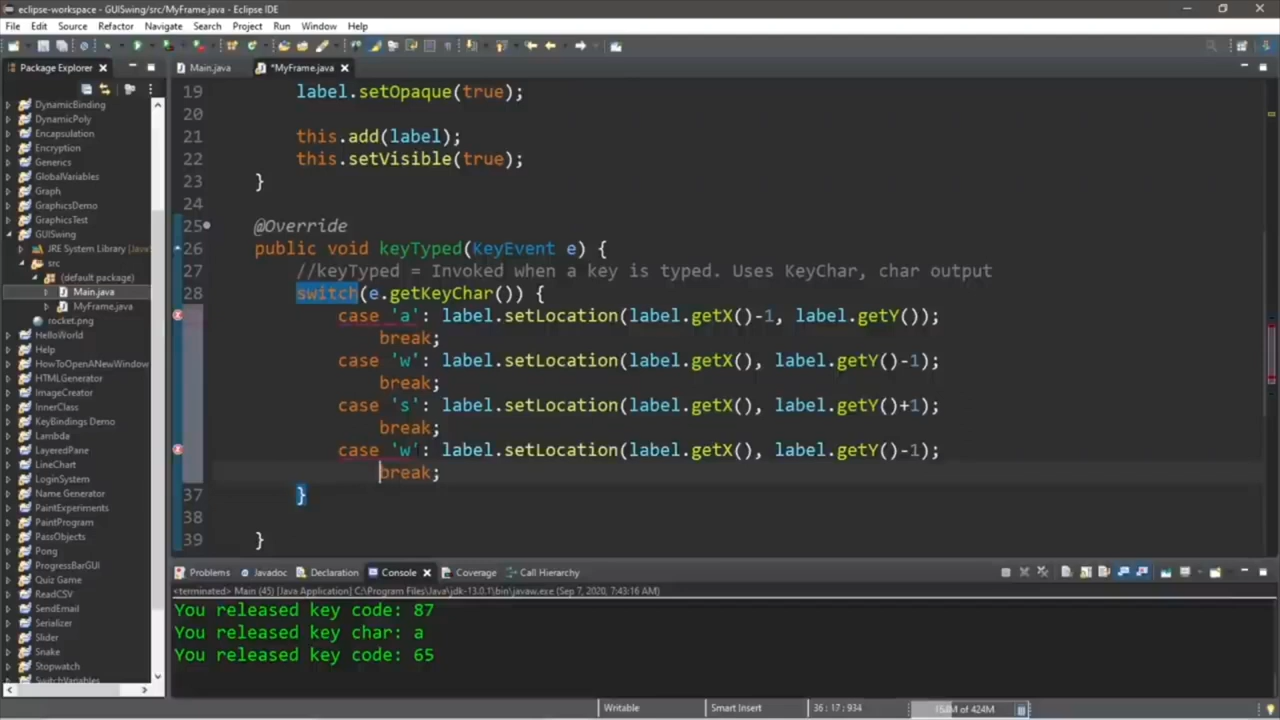 eclipse-workspace - GUISwing/src/MyFrame.java - Eclipse IDE
File Edit Source Refactor Navigate Search Project Run Window Help
Package Explorer
Main.java *MyFrame.java
DynamicBinding
DynamicPoly
Encapsulation
Encryption
Generics
GlobalVariables
Graph
GraphicsDemo
GraphicsTest
GUISwing
JRE System Library [JavaS
src
(default package)
Main.java
MyFrame.java
rocket.png
HelloWorld
Help
HowToOpenANewWindow
HTMLGenerator
ImageCreator
InnerClass
KeyBindings Demo
Lambda
LayeredPane
LineChart
LoginSystem
Name Generator
PaintExperiments
PaintProgram
PassObjects
Pong
ProgressBarGUI
Quiz Game
ReadCSV
SendEmail
Serializer
Slider
Snake
Stopwatch
SwitchVariables
19 label.setOpaque(true);
20
21 this.add(label);
22 this.setVisible(true);
23 }
24
25 @Override
26 public void keyTyped(KeyEvent e) {
27 //keyTyped = Invoked when a key is typed. Uses KeyChar, char output
28 switch(e.getKeyChar()) {
case 'a': label.setLocation(label.getX()-1, label.getY());
break;
case 'w': label.setLocation(label.getX(), label.getY()-1);
break;
case 's': label.setLocation(label.getX(), label.getY()+1);
break;
case 'w': label.setLocation(label.getX(), label.getY()-1);
break;
37 }
38
39 }
Problems Javadoc Declaration Console Coverage Call Hierarchy
<terminated> Main (45) [Java Application] C:\Program Files\Java\jdk-13.0.1\bin\javaw.exe (Sep 7, 2020, 7:43:16 AM)
You released key code: 87
You released key char: a
You released key code: 65
Writable Smart Insert 36 : 17 : 934 of 424M